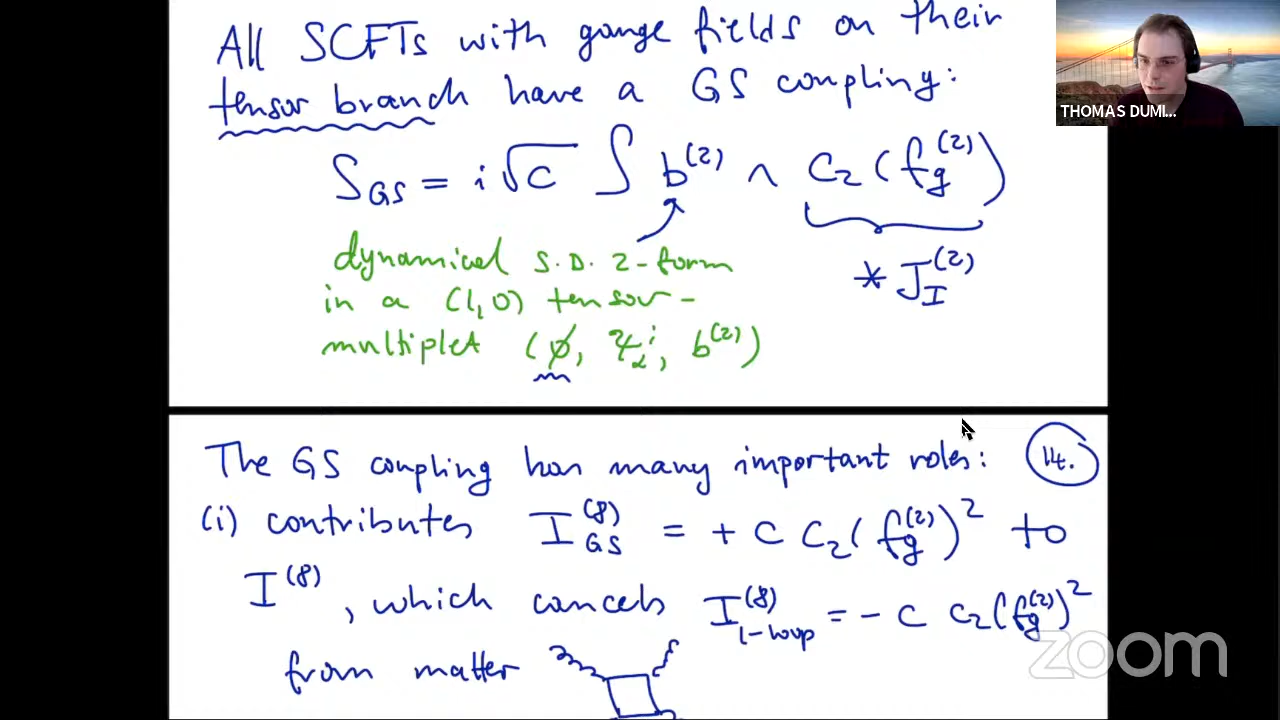 All SCFTs with gauge fields on their
tensor branch have a GS coupling:
S_GS = i√c ∫ b^(2) ∧ c_2(f_g^(2))
* J_I^(2)
dynamical S.D. 2-form
in a (1,0) tensor-
multiplet (φ, ψ_α^i, b^(2))
The GS coupling has many important roles: 14.
(i) contributes I_GS^(8) = + c c_2(f_g^(2))^2 to
I^(8), which cancels I_1-loop^(8) = - c c_2(f_g^(2))^2
from matter
THOMAS DUMI...
zoom